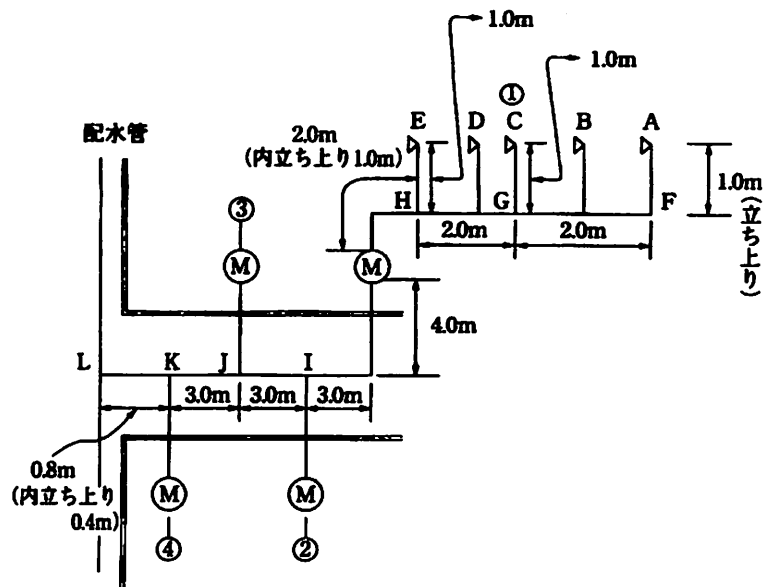 1.0m
1.0m
①
配水管
2.0m
(内立ち上り1.0m)
E
D
C
B
A
1.0m(立ち上り)
H
G
F
③
2.0m
2.0m
M
M
4.0m
L
K
J
I
3.0m
3.0m
3.0m
0.8m
(内立ち上り
0.4m)
M
M
④
②